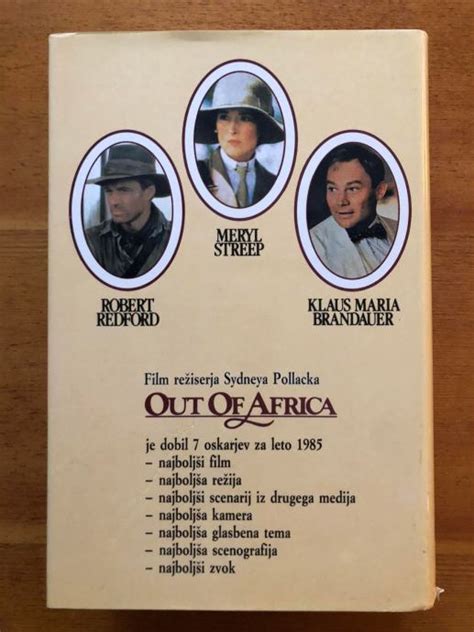 MERYL
STREEP
ROBERT
REDFORD
KLAUS MARIA
BRANDAUER
Film režiserja Sydneya Pollacka
OUT OF AFRICA
je dobil 7 oskarjev za leto 1985
– najboljši film
– najboljša režija
– najboljši scenarij iz drugega medija
– najboljša kamera
– najboljša glasbena tema
– najboljša scenografija
– najboljši zvok